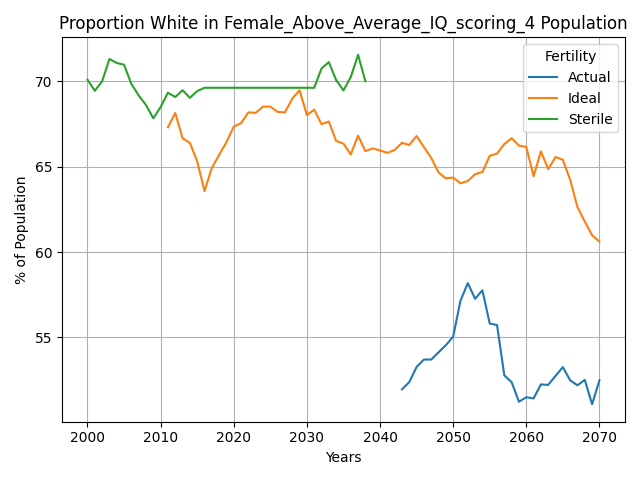 Proportion White in Female_Above_Average_IQ_scoring_4 Population
Fertility
Actual
Ideal
Sterile
% of Population
70
65
60
55
2000 2010 2020 2030 2040 2050 2060 2070
Years